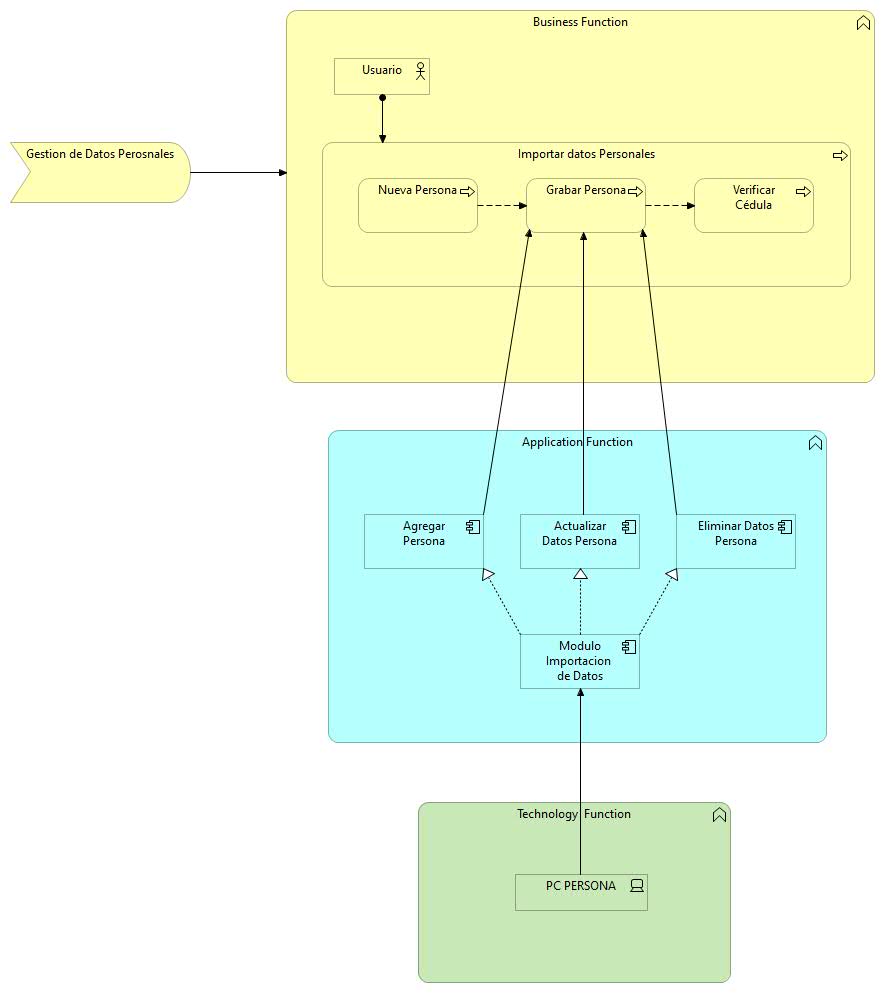 Business Function
Usuario
Gestion de Datos Perosnales
Importar datos Personales
Nueva Persona
Grabar Persona
Verificar
Cédula
Application Function
Agregar
Persona
Actualizar
Datos Persona
Eliminar Datos
Persona
Modulo
Importacion
de Datos
Technology Function
PC PERSONA